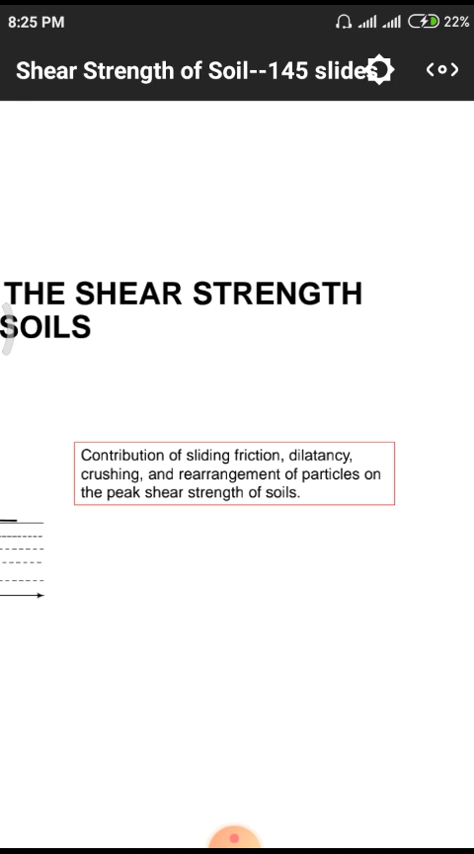 8:25 PM
22%
Shear Strength of Soil--145 slides
THE SHEAR STRENGTH
SOILS
Contribution of sliding friction, dilatancy,
crushing, and rearrangement of particles on
the peak shear strength of soils.